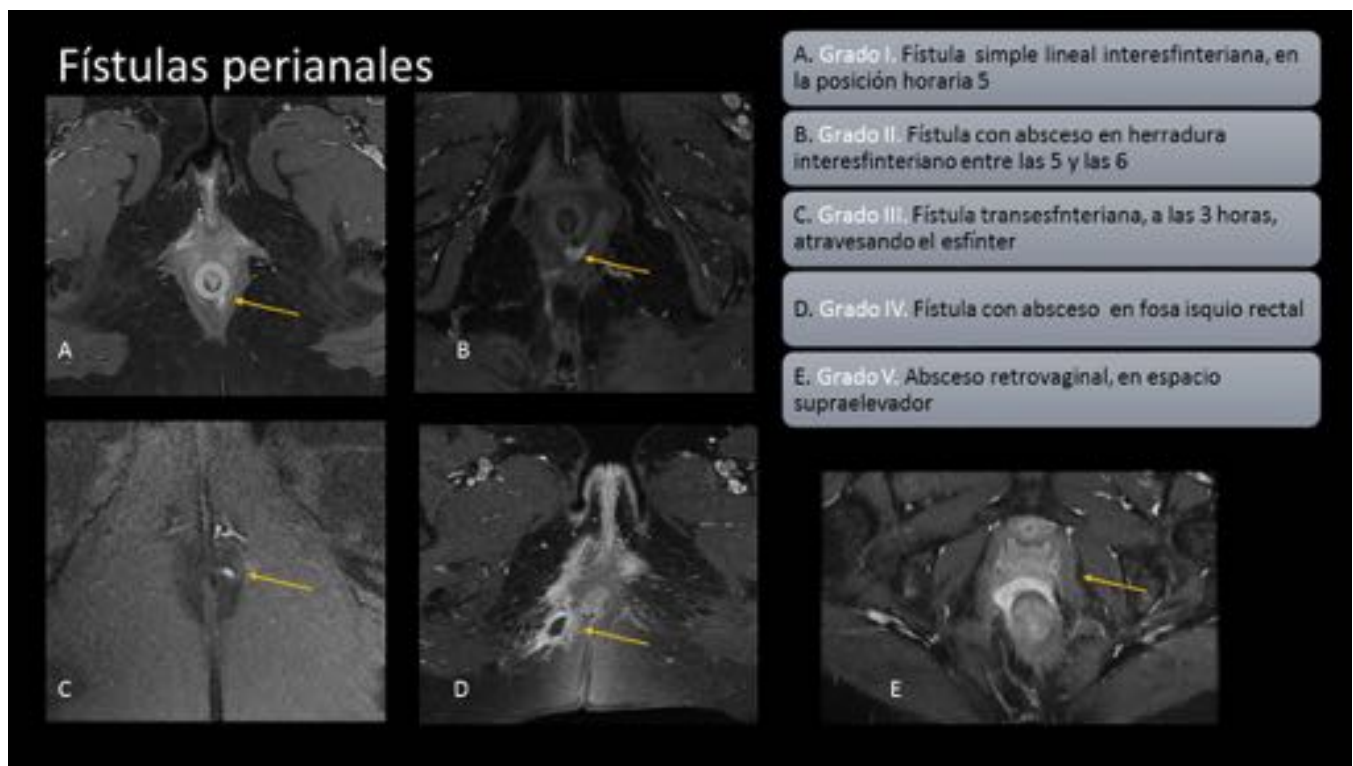 Fístulas perianales
A. Grado I. Fístula simple lineal interesfinteriana, en
la posición horaria 5
B. Grado II. Fístula con absceso en herradura
interesfinteriano entre las 5 y las 6
C. Grado III. Fístula transesfnteriana, a las 3 horas,
atravesando el esfínter
D. Grado IV. Fístula con absceso en fosa isquio rectal
E. Grado V. Absceso retrovaginal, en espacio
supraelevador
A
B
C
D
E